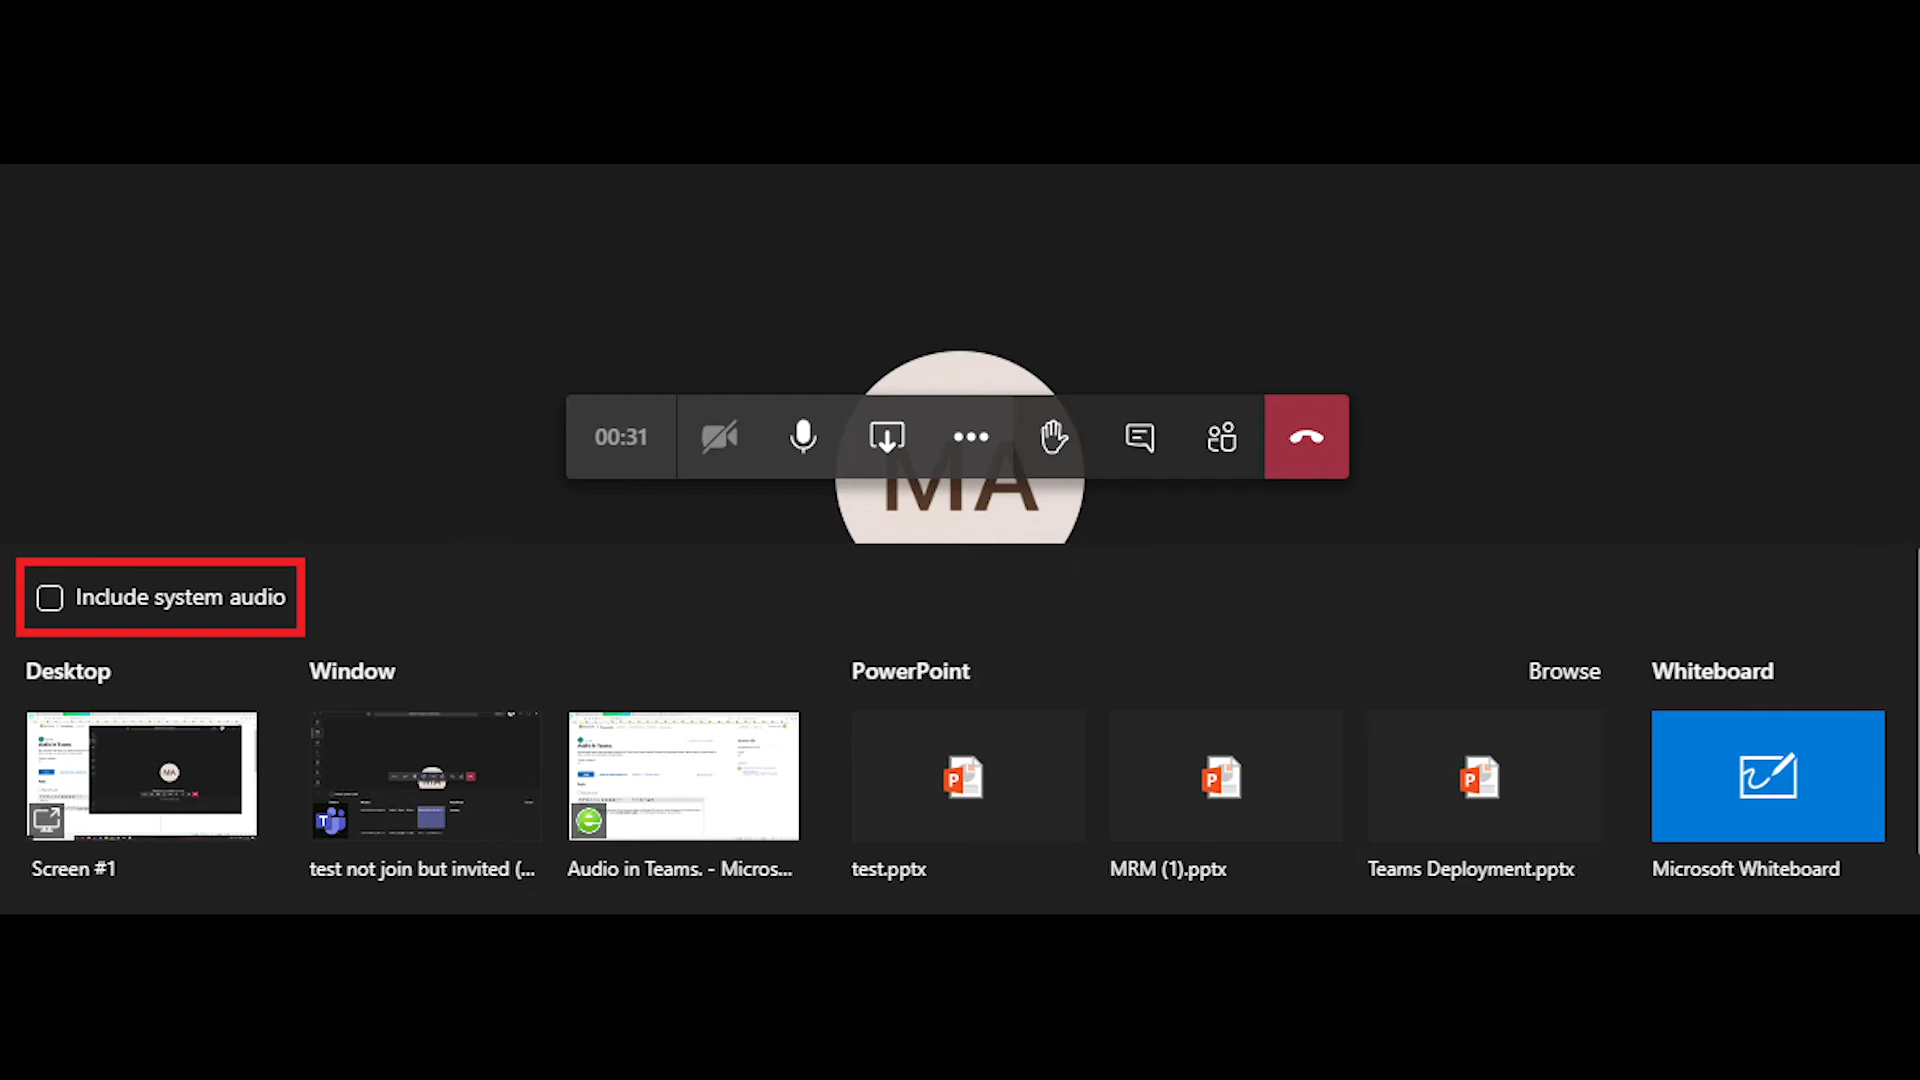 00:31
MA
Include system audio
Desktop
Window
PowerPoint
Browse
Whiteboard
Screen #1
test not join but invited (...
Audio in Teams. - Micros...
test.pptx
MRM (1).pptx
Teams Deployment.pptx
Microsoft Whiteboard